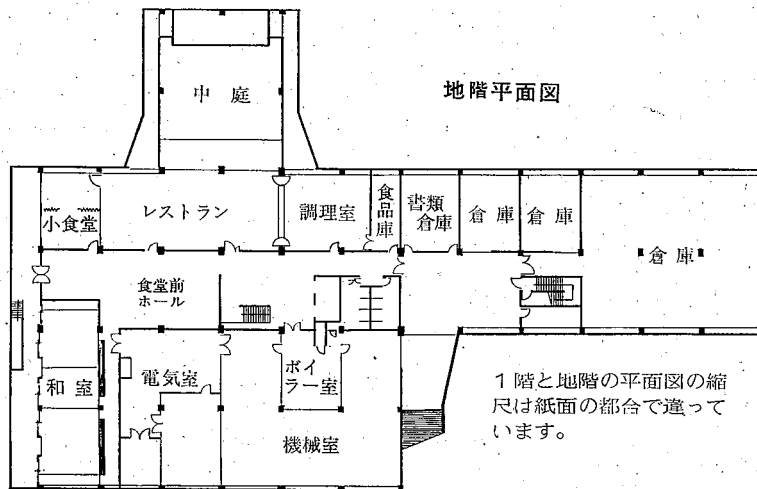 地階平面図
中庭
小食堂
レストラン
調理室
食品庫
書類
倉庫
倉庫
倉庫
倉庫
食堂前
ホール
和室
電気室
ボイ
ラー室
機械室
1階と地階の平面図の縮
尺は紙面の都合で違って
います。